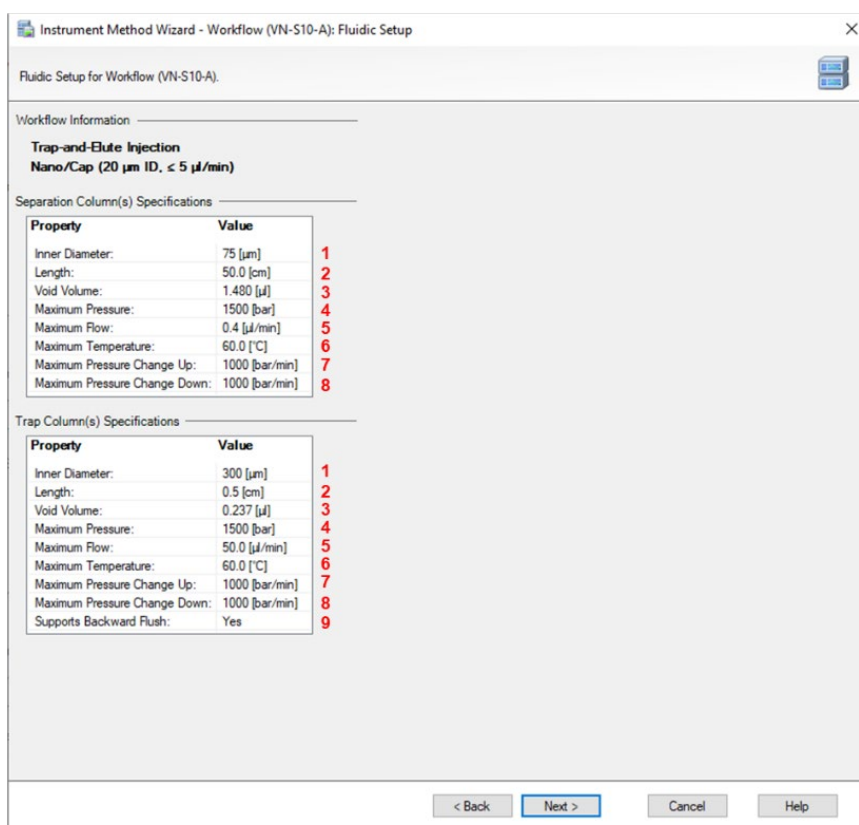 Instrument Method Wizard - Workflow (VN-S10-A): Fluidic Setup
Fluidic Setup for Workflow (VN-S10-A).
Workflow Information
Trap-and-Elute Injection
Nano/Cap (20 µm ID, ≤ 5 µl/min)
Separation Column(s) Specifications
Property Value
Inner Diameter: 75 [µm] 1
Length: 50.0 [cm] 2
Void Volume: 1.480 [µl] 3
Maximum Pressure: 1500 [bar] 4
Maximum Flow: 0.4 [µl/min] 5
Maximum Temperature: 60.0 [°C] 6
Maximum Pressure Change Up: 1000 [bar/min] 7
Maximum Pressure Change Down: 1000 [bar/min] 8
Trap Column(s) Specifications
Property Value
Inner Diameter: 300 [µm] 1
Length: 0.5 [cm] 2
Void Volume: 0.237 [µl] 3
Maximum Pressure: 1500 [bar] 4
Maximum Flow: 50.0 [µl/min] 5
Maximum Temperature: 60.0 [°C] 6
Maximum Pressure Change Up: 1000 [bar/min] 7
Maximum Pressure Change Down: 1000 [bar/min] 8
Supports Backward Flush: Yes 9
< Back Next > Cancel Help